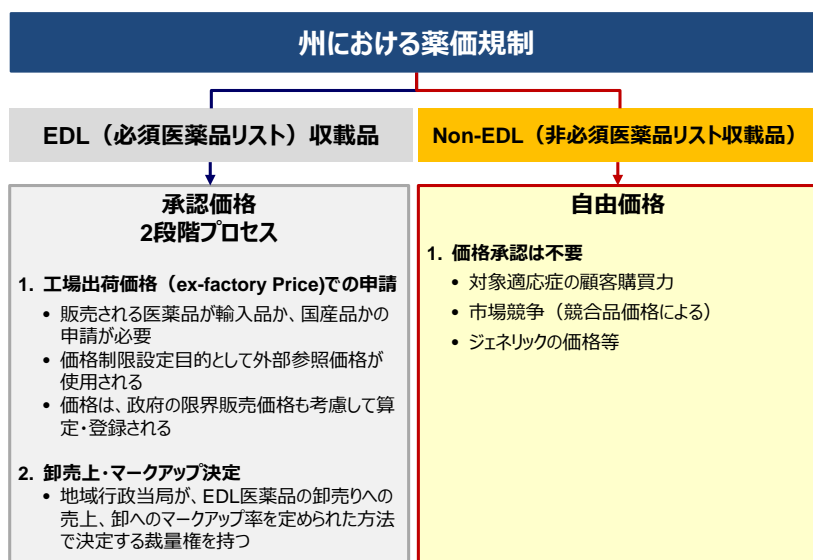 州における薬価規制
EDL（必須医薬品リスト）収載品
Non-EDL（非必須医薬品リスト収載品）
承認価格
2段階プロセス
1. 工場出荷価格（ex-factory Price)での申請
• 販売される医薬品が輸入品か、国産品かの
申請が必要
• 価格制限設定目的として外部参照価格が
使用される
• 価格は、政府の限界販売価格も考慮して算
定・登録される
2. 卸売上・マークアップ決定
• 地域行政当局が、EDL医薬品の卸売りへの
売上、卸へのマークアップ率を定められた方法
で決定する裁量権を持つ
自由価格
1. 価格承認は不要
• 対象適応症の顧客購買力
• 市場競争（競合品価格による）
• ジェネリックの価格等